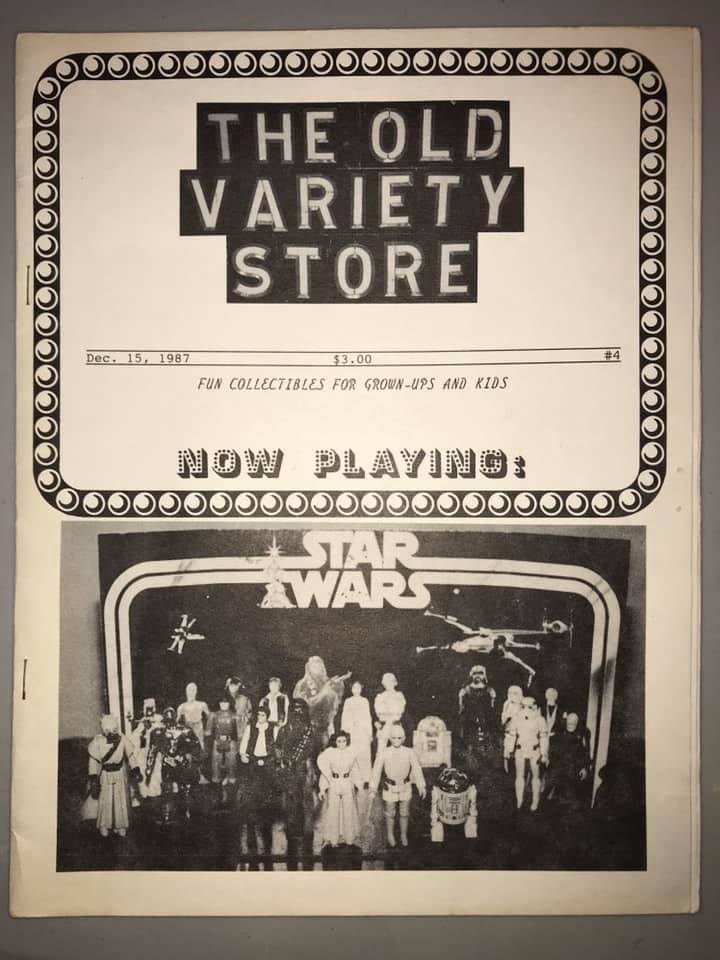 THE OLD
VARIETY
STORE
Dec. 15, 1987 $3.00 #4
FUN COLLECTIBLES FOR GROWN-UPS AND KIDS
NOW PLAYING:
STAR
WARS